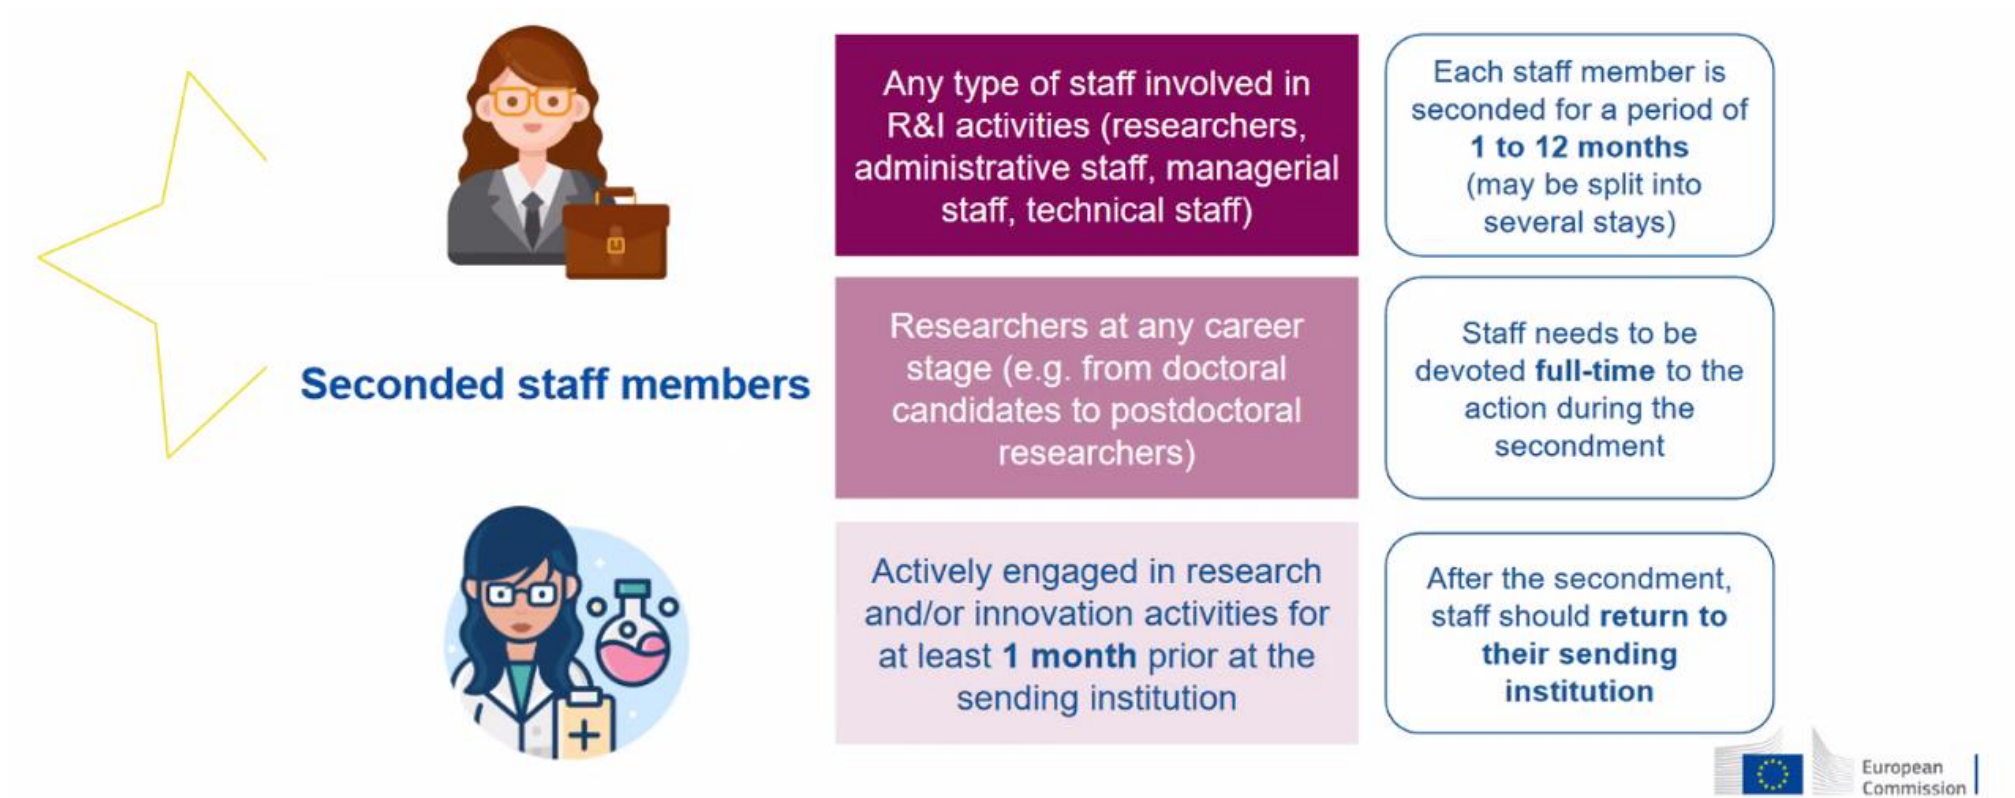 Seconded staff members
Any type of staff involved in
R&I activities (researchers,
administrative staff, managerial
staff, technical staff)
Each staff member is
seconded for a period of
1 to 12 months
(may be split into
several stays)
Researchers at any career
stage (e.g. from doctoral
candidates to postdoctoral
researchers)
Staff needs to be
devoted full-time to the
action during the
secondment
Actively engaged in research
and/or innovation activities for
at least 1 month prior at the
sending institution
After the secondment,
staff should return to
their sending
institution
European
Commission